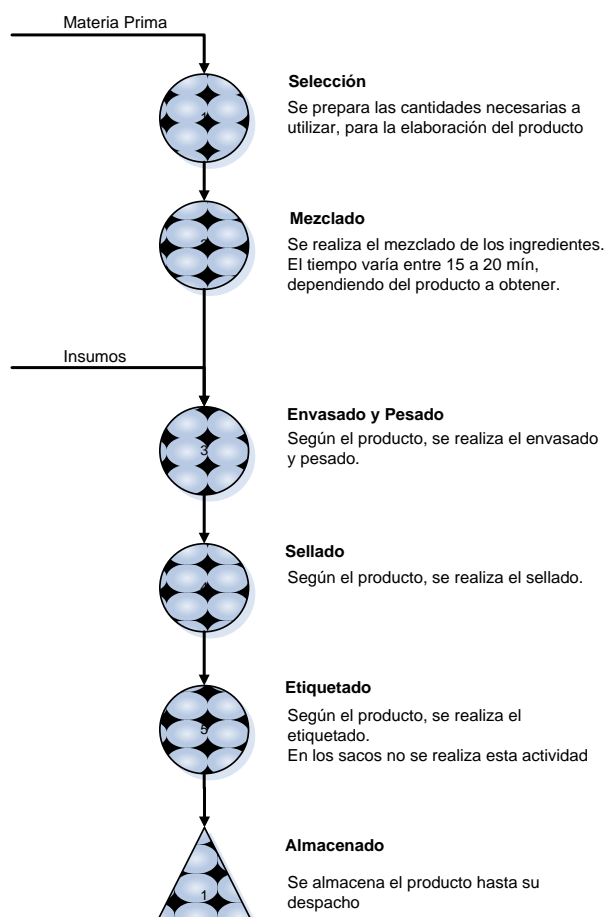 Materia Prima
1
Selección
Se prepara las cantidades necesarias a
utilizar, para la elaboración del producto
2
Mezclado
Se realiza el mezclado de los ingredientes.
El tiempo varía entre 15 a 20 mín,
dependiendo del producto a obtener.
Insumos
3
Envasado y Pesado
Según el producto, se realiza el envasado
y pesado.
4
Sellado
Según el producto, se realiza el sellado.
5
Etiquetado
Según el producto, se realiza el
etiquetado.
En los sacos no se realiza esta actividad
1
Almacenado
Se almacena el producto hasta su
despacho